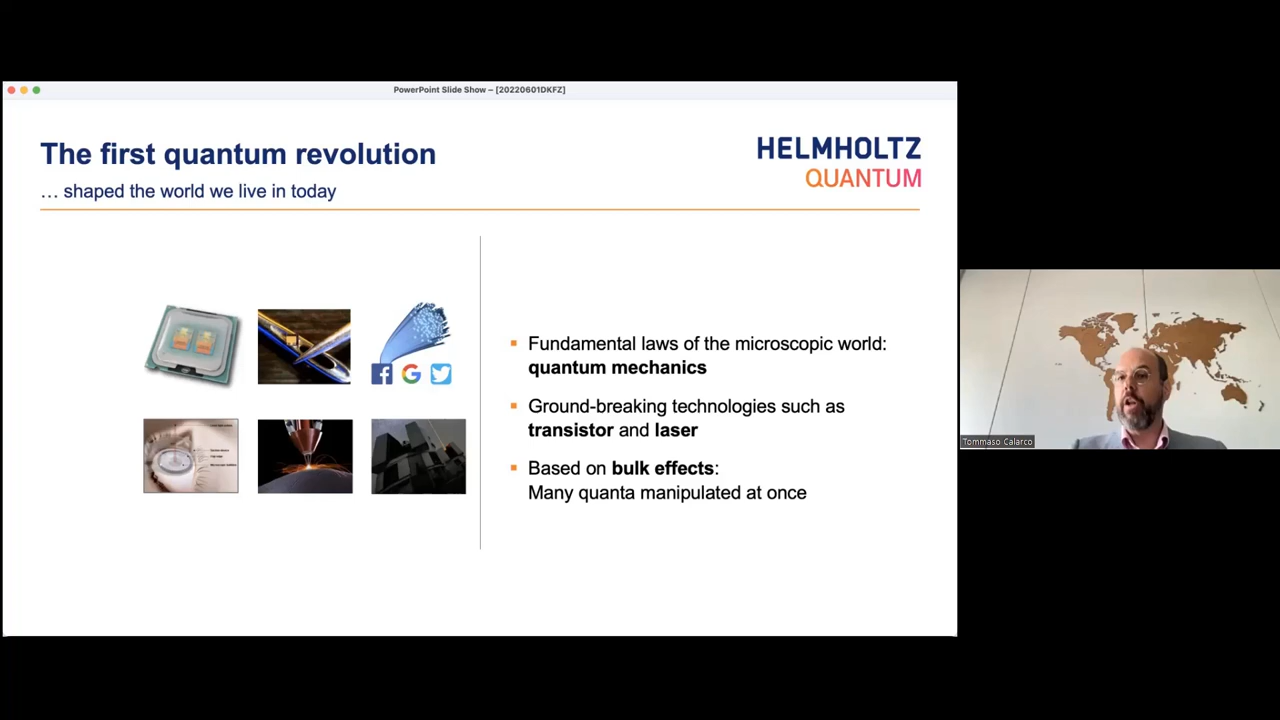 PowerPoint Slide Show – [20220601DKFZ]
The first quantum revolution
… shaped the world we live in today
HELMHOLTZ
QUANTUM
Fundamental laws of the microscopic world:
quantum mechanics
Ground-breaking technologies such as
transistor and laser
Based on bulk effects:
Many quanta manipulated at once
Tommaso Calarco